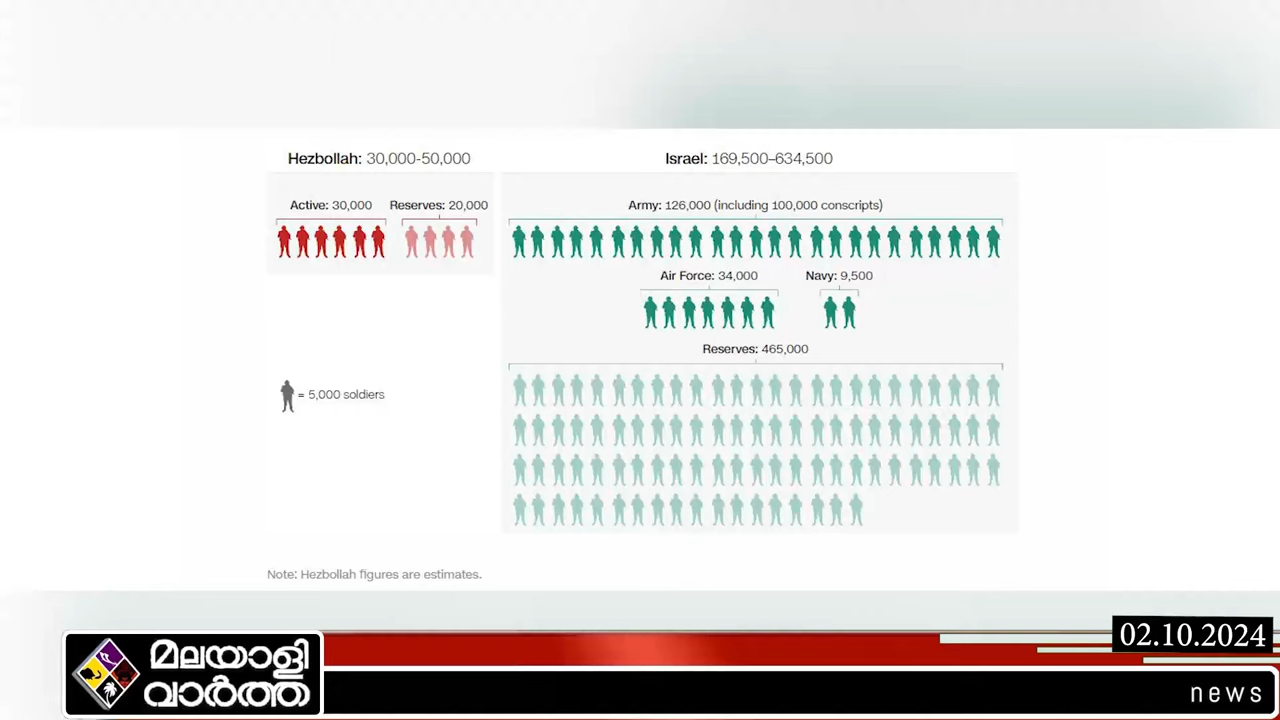 Hezbollah: 30,000-50,000
Israel: 169,500–634,500
Active: 30,000
Reserves: 20,000
Army: 126,000 (including 100,000 conscripts)
Air Force: 34,000
Navy: 9,500
Reserves: 465,000
= 5,000 soldiers
Note: Hezbollah figures are estimates.
02.10.2024
മലയാളി
വാർത്ത
news